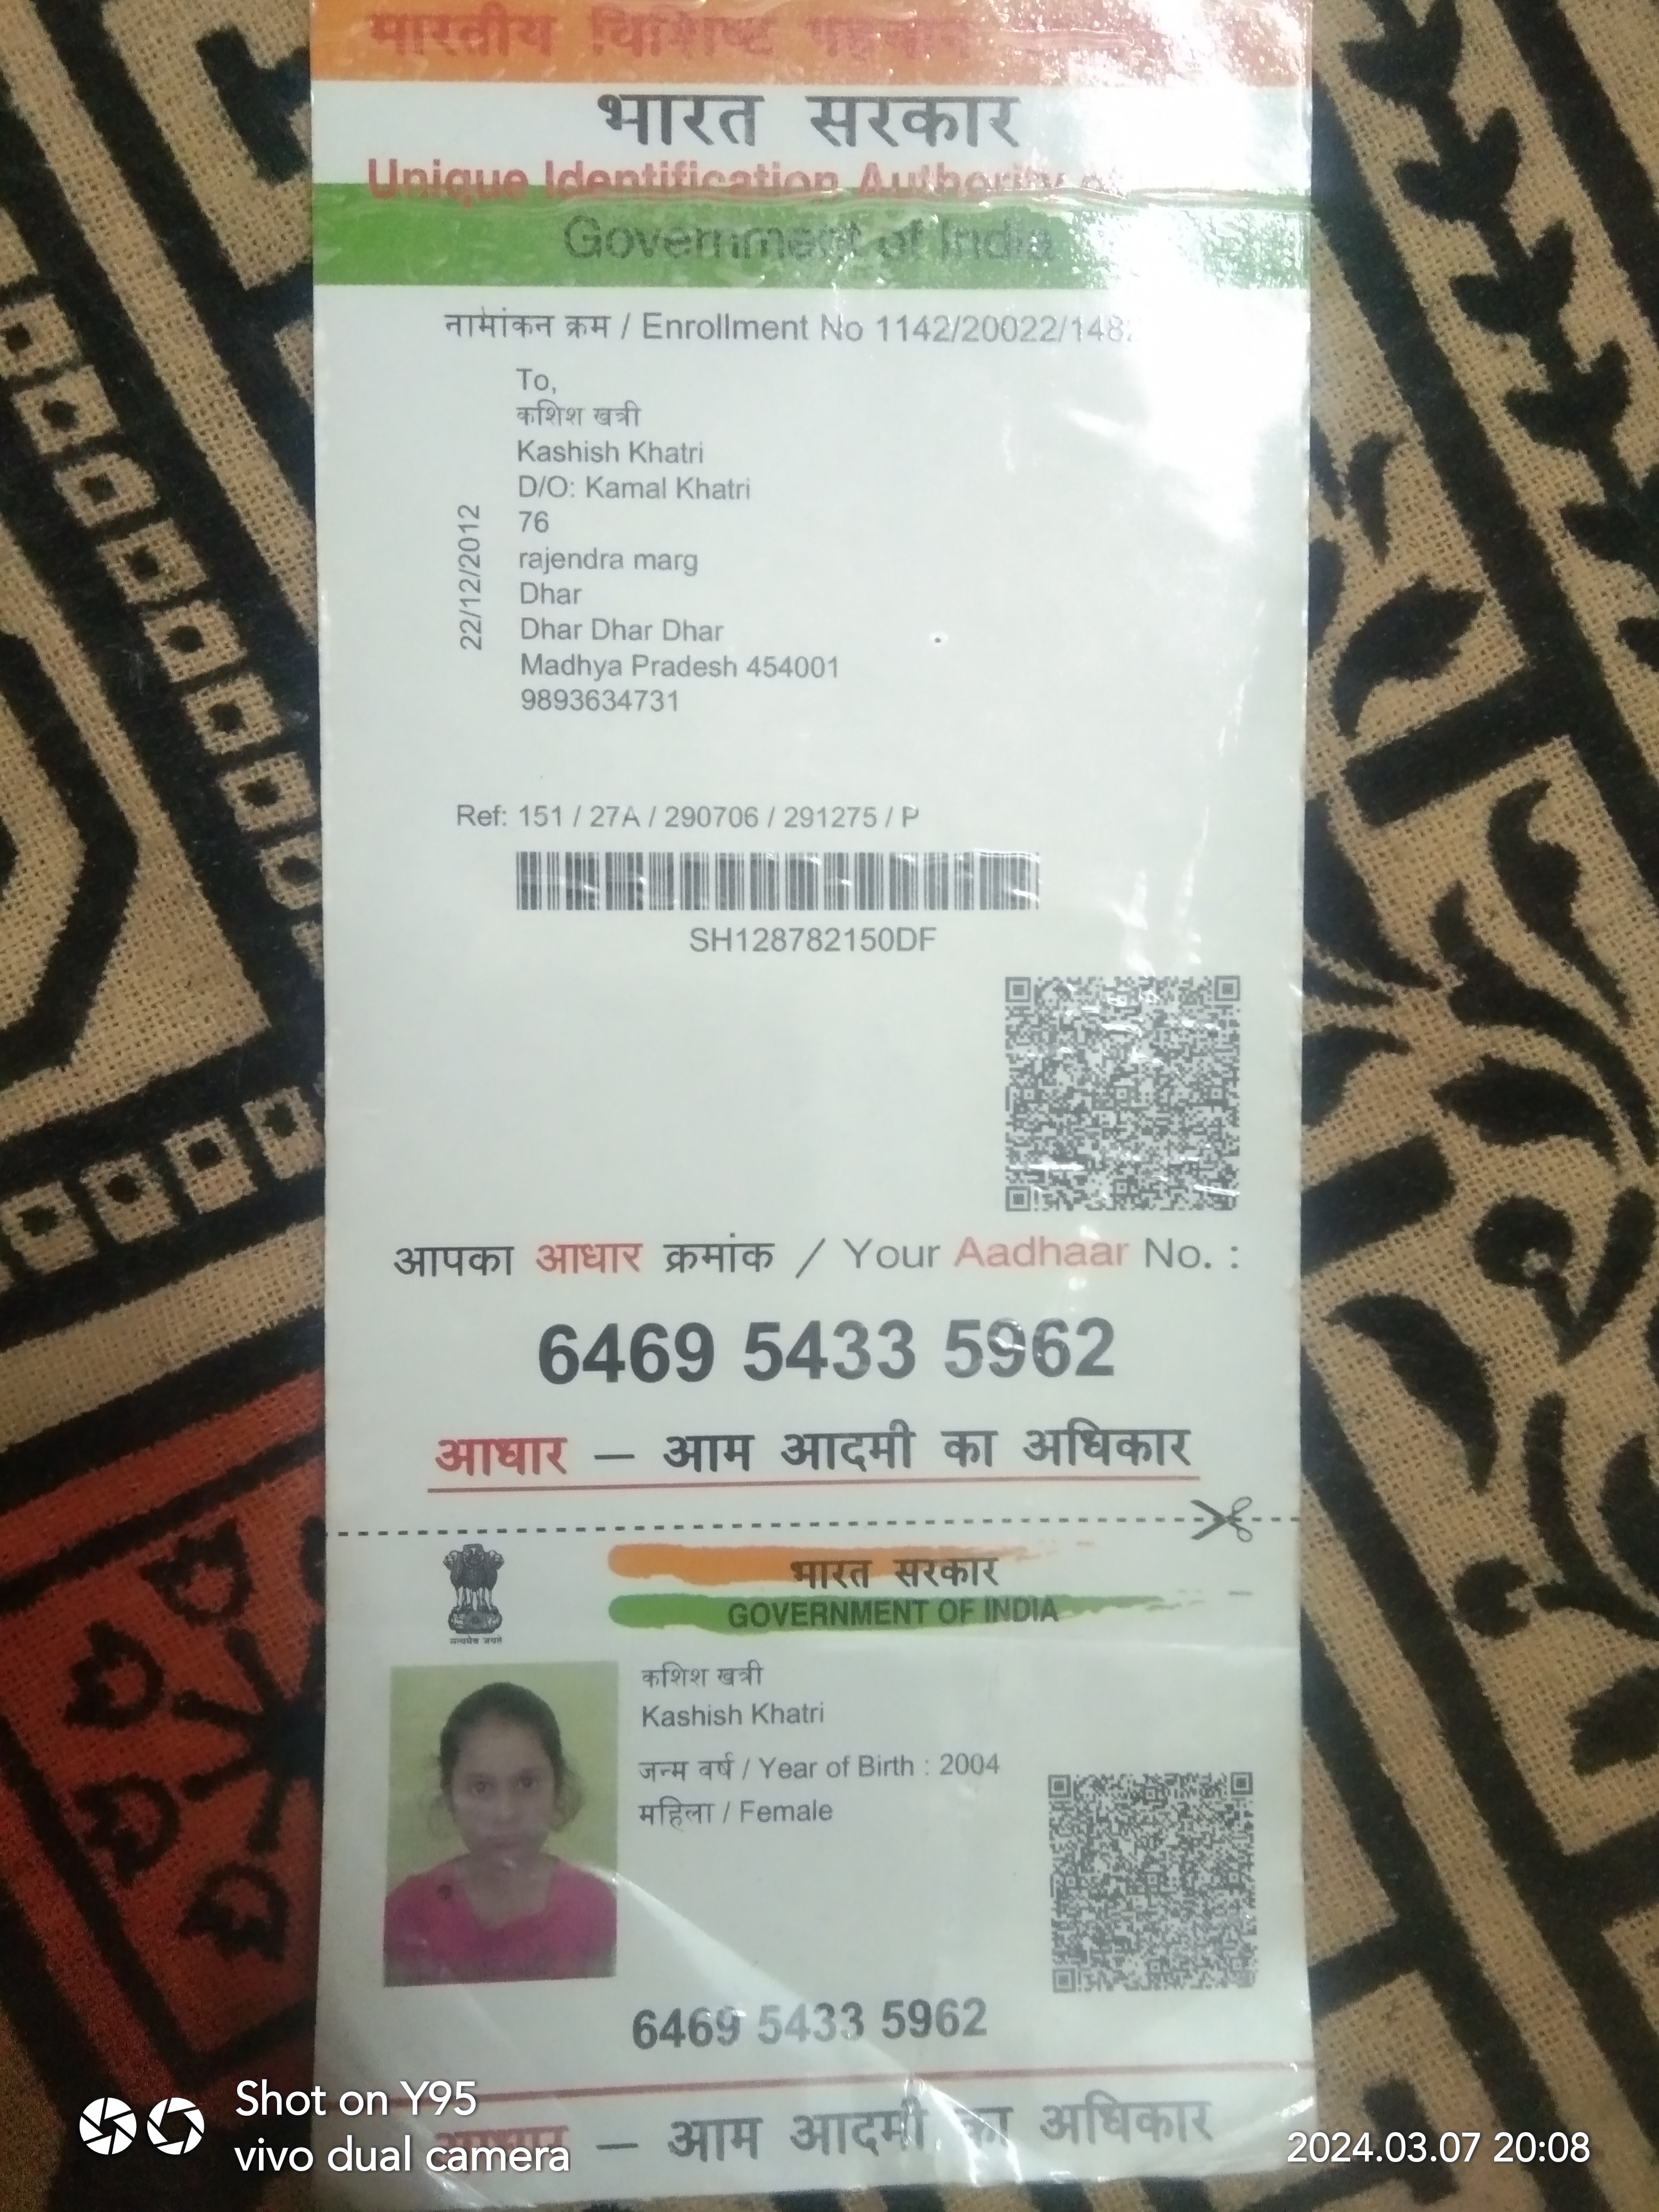 भारतीय विशिष्ट पहचान
भारत सरकार
Unique Identification Authority of
Government of India
नामांकन क्रम / Enrollment No 1142/20022/148
To,
कशिश खत्री
Kashish Khatri
D/O: Kamal Khatri
76
rajendra marg
Dhar
Dhar Dhar Dhar
Madhya Pradesh 454001
9893634731
22/12/2012
Ref: 151 / 27A / 290706 / 291275 / P
SH128782150DF
आपका आधार क्रमांक / Your Aadhaar No. :
6469 5433 5962
आधार – आम आदमी का अधिकार
सत्यमेव जयते
भारत सरकार
GOVERNMENT OF INDIA
कशिश खत्री
Kashish Khatri
जन्म वर्ष / Year of Birth : 2004
महिला / Female
6469 5433 5962
आधार – आम आदमी का अधिकार
Shot on Y95
vivo dual camera
2024.03.07 20:08